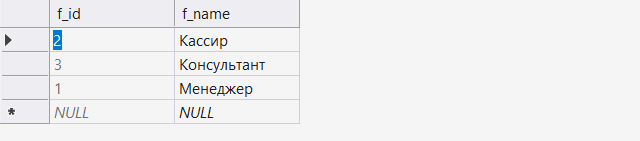 f_id f_name
2 Кассир
3 Консультант
1 Менеджер
* NULL NULL